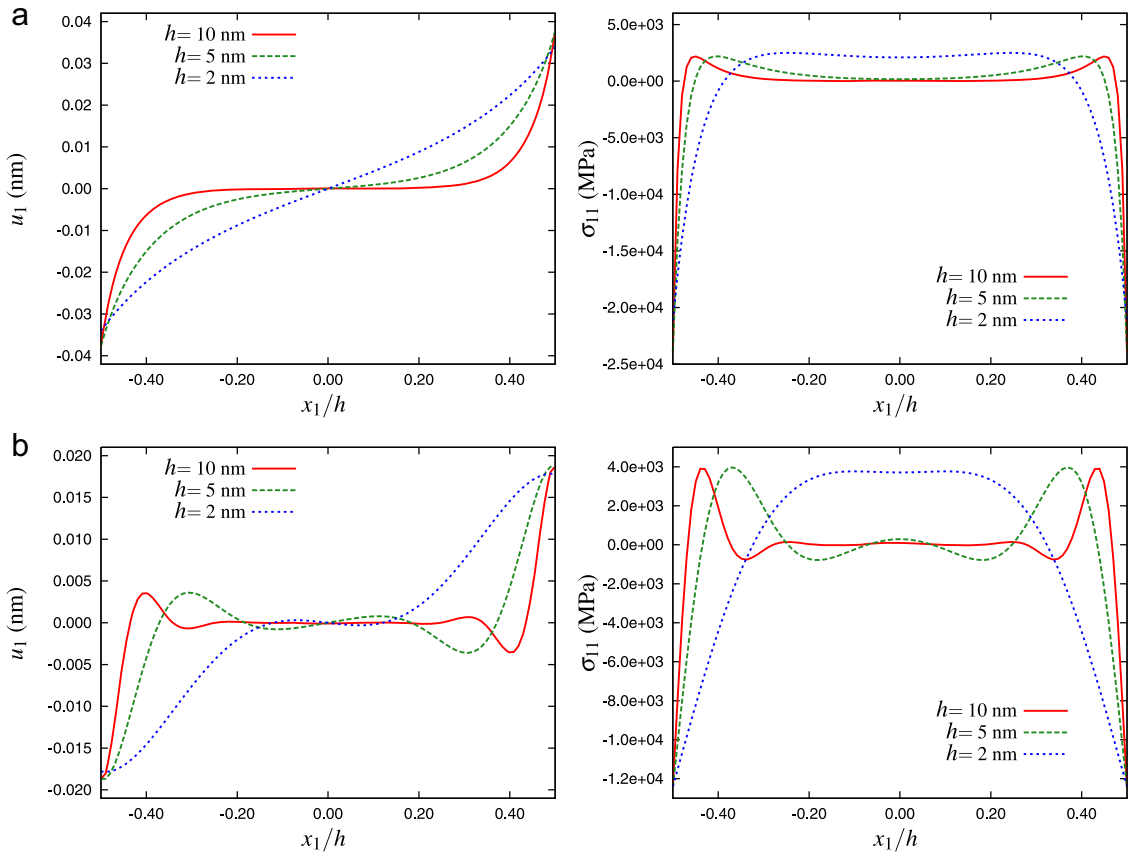 a
0.04
0.03
0.02
0.01
0.00
-0.01
-0.02
-0.03
-0.04
-0.40
-0.20
0.00
0.20
0.40
u1 (nm)
x1/h
h= 10 nm
h= 5 nm
h= 2 nm
5.0e+03
0.0e+00
-5.0e+03
-1.0e+04
-1.5e+04
-2.0e+04
-2.5e+04
-0.40
-0.20
0.00
0.20
0.40
σ11 (MPa)
x1/h
h= 10 nm
h= 5 nm
h= 2 nm
b
0.020
0.015
0.010
0.005
0.000
-0.005
-0.010
-0.015
-0.020
-0.40
-0.20
0.00
0.20
0.40
u1 (nm)
x1/h
h= 10 nm
h= 5 nm
h= 2 nm
4.0e+03
2.0e+03
0.0e+00
-2.0e+03
-4.0e+03
-6.0e+03
-8.0e+03
-1.0e+04
-1.2e+04
-0.40
-0.20
0.00
0.20
0.40
σ11 (MPa)
x1/h
h= 10 nm
h= 5 nm
h= 2 nm